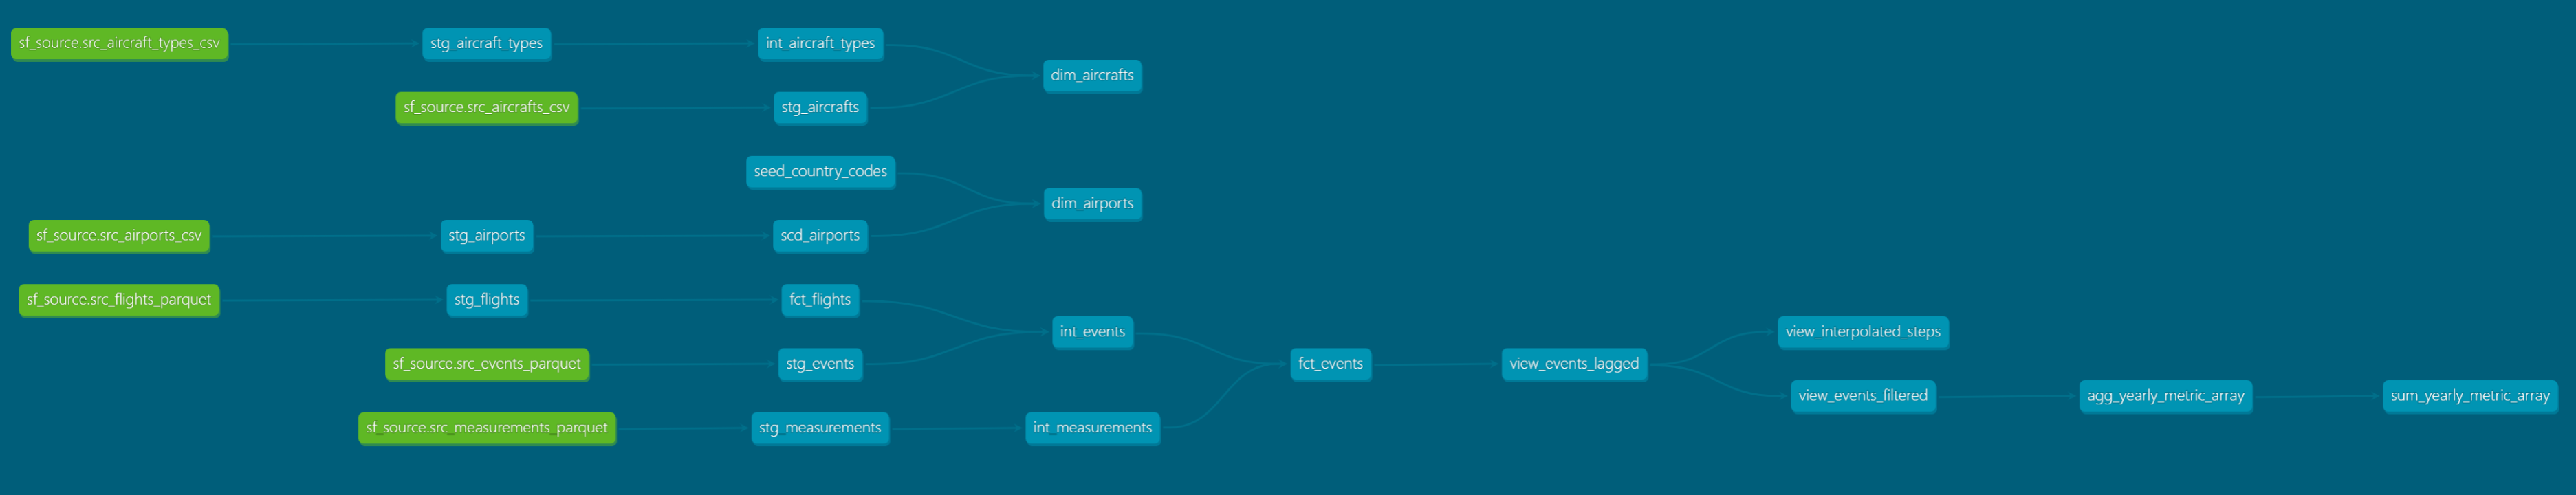 sf_source.src_aircraft_types_csv
stg_aircraft_types
int_aircraft_types
dim_aircrafts
sf_source.src_aircrafts_csv
stg_aircrafts
seed_country_codes
dim_airports
sf_source.src_airports_csv
stg_airports
scd_airports
sf_source.src_flights_parquet
stg_flights
fct_flights
int_events
view_interpolated_steps
sf_source.src_events_parquet
stg_events
fct_events
view_events_lagged
view_events_filtered
agg_yearly_metric_array
sum_yearly_metric_array
sf_source.src_measurements_parquet
stg_measurements
int_measurements